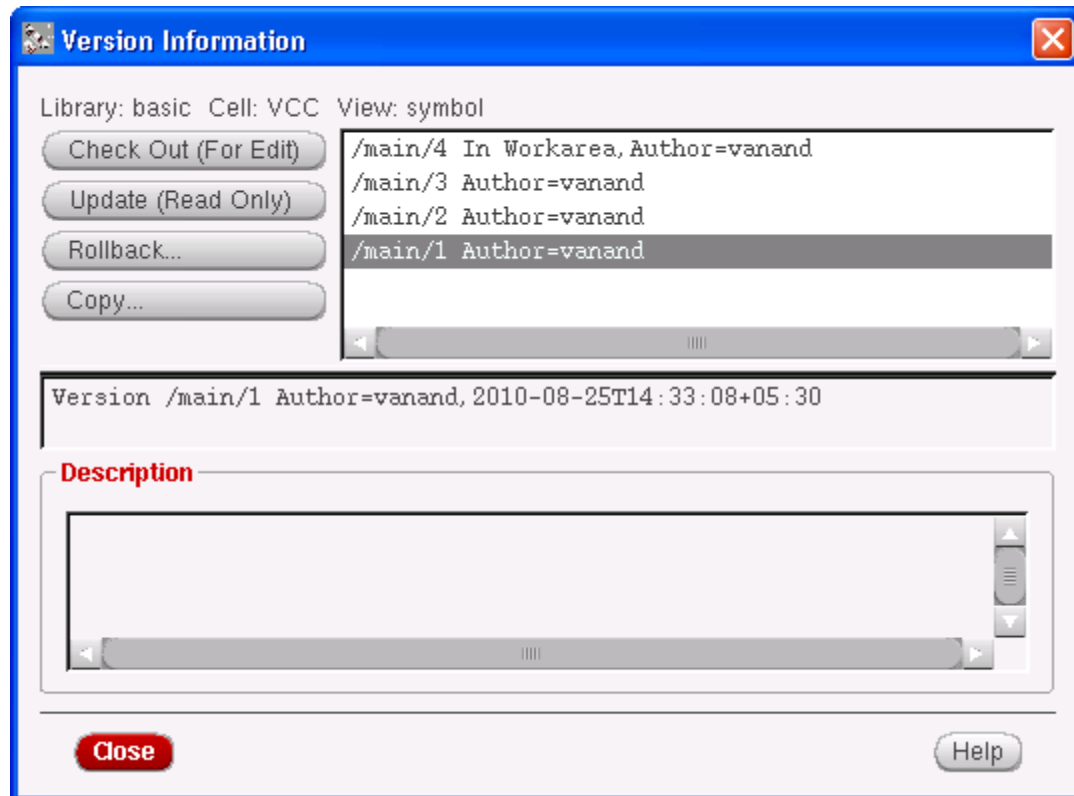 Version Information
Library: basic Cell: VCC View: symbol
Check Out (For Edit)
Update (Read Only)
Rollback...
Copy...
/main/4 In Workarea, Author=vanand
/main/3 Author=vanand
/main/2 Author=vanand
/main/1 Author=vanand
Version /main/1 Author=vanand, 2010-08-25T14:33:08+05:30
Description
Close
Help